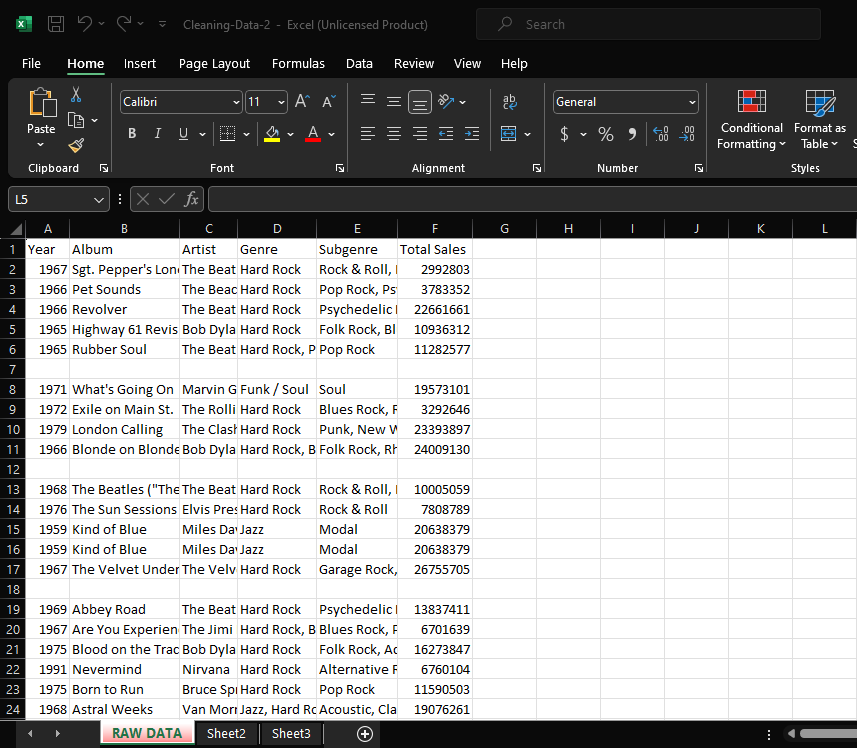 Cleaning-Data-2 - Excel (Unlicensed Product)
Search
File Home Insert Page Layout Formulas Data Review View Help
Paste
Calibri 11
B I U A
ab
General
$ % 9
Conditional Formatting
Format as Table
Clipboard Font Alignment Number Styles
L5
fx
A B C D E F G H I J K L
1 Year Album Artist Genre Subgenre Total Sales
2 1967 Sgt. Pepper's Lon The Beat Hard Rock Rock & Roll, 2992803
3 1966 Pet Sounds The Beac Hard Rock Pop Rock, Ps 3783352
4 1966 Revolver The Beat Hard Rock Psychedelic 22661661
5 1965 Highway 61 Revis Bob Dyla Hard Rock Folk Rock, Bl 10936312
6 1965 Rubber Soul The Beat Hard Rock, P Pop Rock 11282577
7
8 1971 What's Going On Marvin G Funk / Soul Soul 19573101
9 1972 Exile on Main St. The Rolli Hard Rock Blues Rock, 3292646
10 1979 London Calling The Clash Hard Rock Punk, New W 23393897
11 1966 Blonde on Blonde Bob Dyla Hard Rock, B Folk Rock, Rh 24009130
12
13 1968 The Beatles ("The The Beat Hard Rock Rock & Roll, 10005059
14 1976 The Sun Sessions Elvis Pres Hard Rock Rock & Roll 7808789
15 1959 Kind of Blue Miles Da Jazz Modal 20638379
16 1959 Kind of Blue Miles Da Jazz Modal 20638379
17 1967 The Velvet Under The Velv Hard Rock Garage Rock, 26755705
18
19 1969 Abbey Road The Beat Hard Rock Psychedelic 13837411
20 1967 Are You Experien The Jimi Hard Rock, B Blues Rock, 6701639
21 1975 Blood on the Trac Bob Dyla Hard Rock Folk Rock, Ac 16273847
22 1991 Nevermind Nirvana Hard Rock Alternative 6760104
23 1975 Born to Run Bruce Spr Hard Rock Pop Rock 11590503
24 1968 Astral Weeks Van Morr Jazz, Hard Ro Acoustic, Cla 19076261
RAW DATA Sheet2 Sheet3